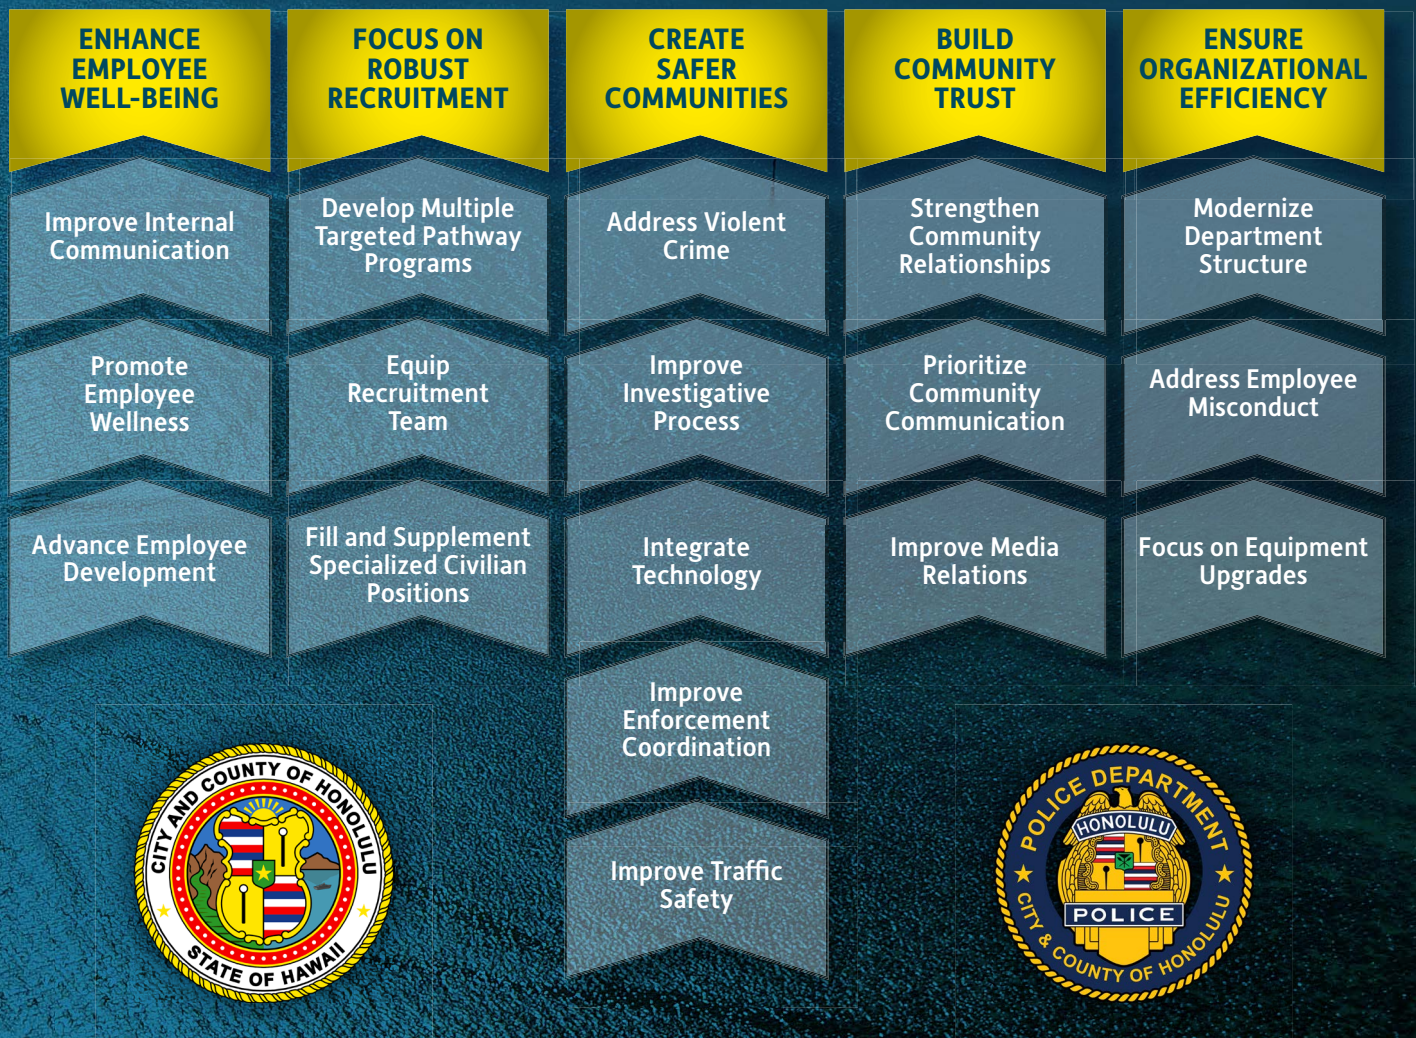 ENHANCE
EMPLOYEE
WELL-BEING
Improve Internal
Communication
Promote
Employee
Wellness
Advance Employee
Development
FOCUS ON
ROBUST
RECRUITMENT
Develop Multiple
Targeted Pathway
Programs
Equip
Recruitment
Team
Fill and Supplement
Specialized Civilian
Positions
CREATE
SAFER
COMMUNITIES
Address Violent
Crime
Improve
Investigative
Process
Integrate
Technology
Improve
Enforcement
Coordination
Improve Traffic
Safety
BUILD
COMMUNITY
TRUST
Strengthen
Community
Relationships
Prioritize
Community
Communication
Improve Media
Relations
ENSURE
ORGANIZATIONAL
EFFICIENCY
Modernize
Department
Structure
Address Employee
Misconduct
Focus on Equipment
Upgrades
CITY AND COUNTY OF HONOLULU
STATE OF HAWAII
POLICE DEPARTMENT
HONOLULU
POLICE
CITY & COUNTY OF HONOLULU